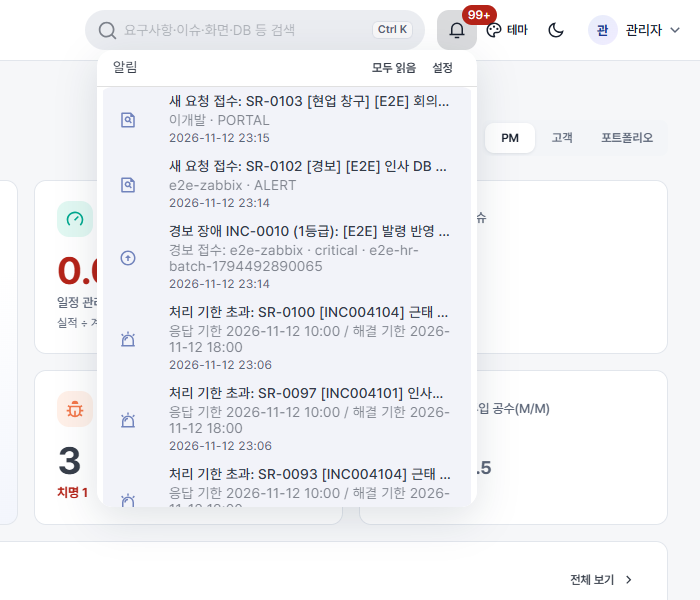 요구사항·이슈·화면·DB 등 검색
Ctrl K
99+
테마
관
관리자
알림
모두 읽음
설정
새 요청 접수: SR-0103 [현업 창구] [E2E] 회의...
이개발 · PORTAL
2026-11-12 23:15
새 요청 접수: SR-0102 [경보] [E2E] 인사 DB ...
e2e-zabbix · ALERT
2026-11-12 23:14
경보 장애 INC-0010 (1등급): [E2E] 발령 반영 ...
경보 접수: e2e-zabbix · critical · e2e-hr-
batch-1794492890065
2026-11-12 23:14
처리 기한 초과: SR-0100 [INC004104] 근태 ...
응답 기한 2026-11-12 10:00 / 해결 기한 2026-
11-12 18:00
2026-11-12 23:06
처리 기한 초과: SR-0097 [INC004101] 인사...
응답 기한 2026-11-12 10:00 / 해결 기한 2026-
11-12 18:00
2026-11-12 23:06
처리 기한 초과: SR-0093 [INC004104] 근태 ...
응답 기한 2026-11-12 10:00 / 해결 기한 2026-
11-12 18:00
PM
고객
포트폴리오
슈
0.
일정 관리
실적 ÷
입 공수(M/M)
3
.5
치명 1
전체 보기